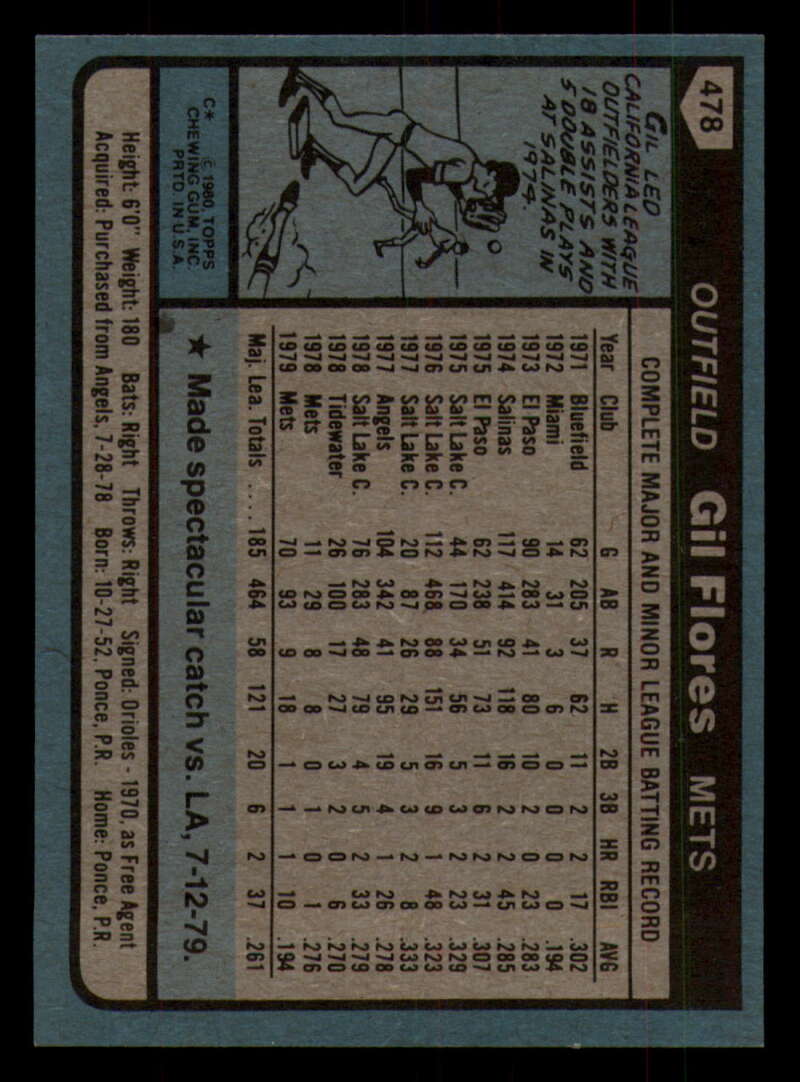 478
OUTFIELD Gil Flores METS
GIL LED
CALIFORNIA LEAGUE
OUTFIELDERS WITH
18 ASSISTS AND
5 DOUBLE PLAYS
AT SALINAS IN
1974.
C* © 1980 TOPPS
CHEWING GUM, INC.
PRTD. IN U.S.A.
COMPLETE MAJOR AND MINOR LEAGUE BATTING RECORD
Year Club G AB R H 2B 3B HR RBI AVG
1971 Bluefield 62 205 37 62 11 2 2 17 .302
1972 Miami 14 31 3 6 0 0 0 0 .194
1973 El Paso 90 283 41 80 10 2 0 23 .283
1974 Salinas 117 414 92 118 16 2 2 45 .285
1975 El Paso 62 238 51 73 11 6 2 31 .307
1975 Salt Lake C. 44 170 34 56 5 3 2 23 .329
1976 Salt Lake C. 112 468 88 151 16 9 1 48 .323
1977 Salt Lake C. 20 87 26 29 5 3 2 8 .333
1977 Angels 104 342 41 95 19 4 1 26 .278
1978 Salt Lake C. 76 283 48 79 4 5 2 33 .279
1978 Tidewater 26 100 17 27 3 2 0 6 .270
1978 Mets 11 29 8 8 0 1 0 1 .276
1979 Mets 70 93 9 18 1 1 1 10 .194
Maj. Lea. Totals .... 185 464 58 121 20 6 2 37 .261
★ Made spectacular catch vs. LA, 7-12-79.
Height: 6'0" Weight: 180 Bats: Right Throws: Right Signed: Orioles - 1970, as Free Agent
Acquired: Purchased from Angels, 7-28-78 Born: 10-27-52, Ponce, P.R. Home: Ponce, P.R.